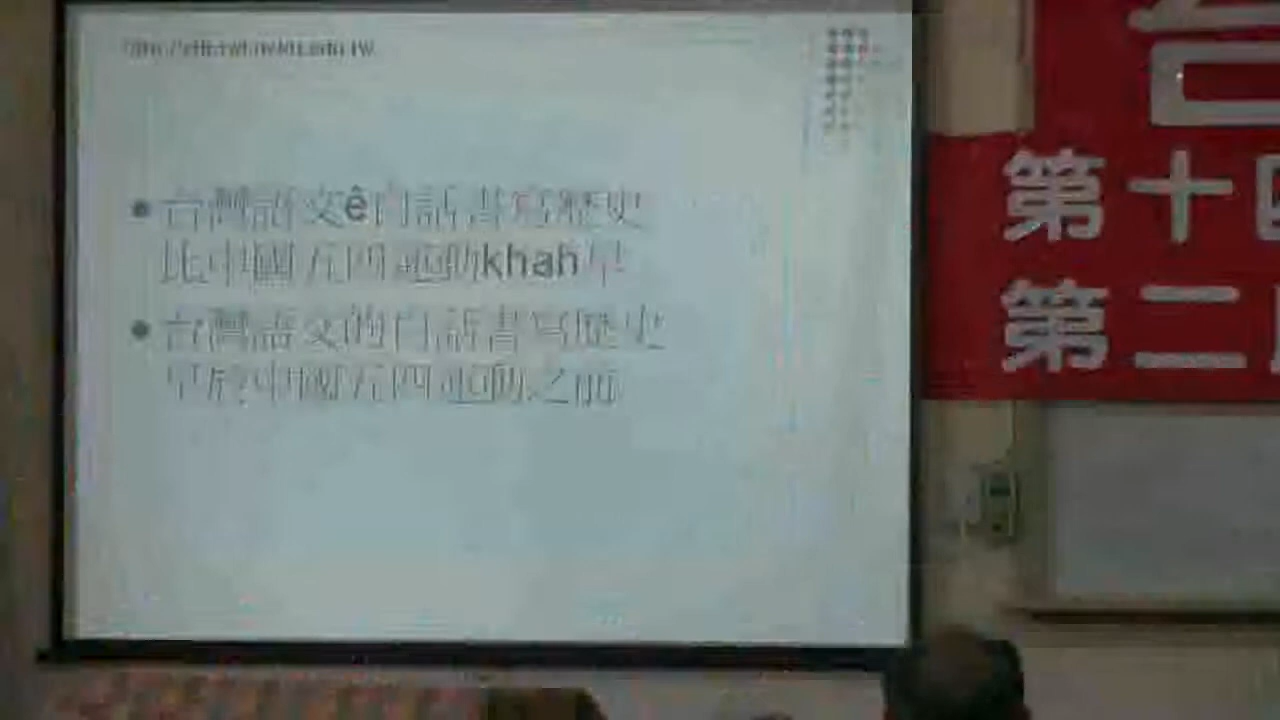 台灣語文ê白話書寫歷史
比中國五四運動khah早
台灣語文的白話書寫歷史
早於中國五四運動之前
台
第十四
第二